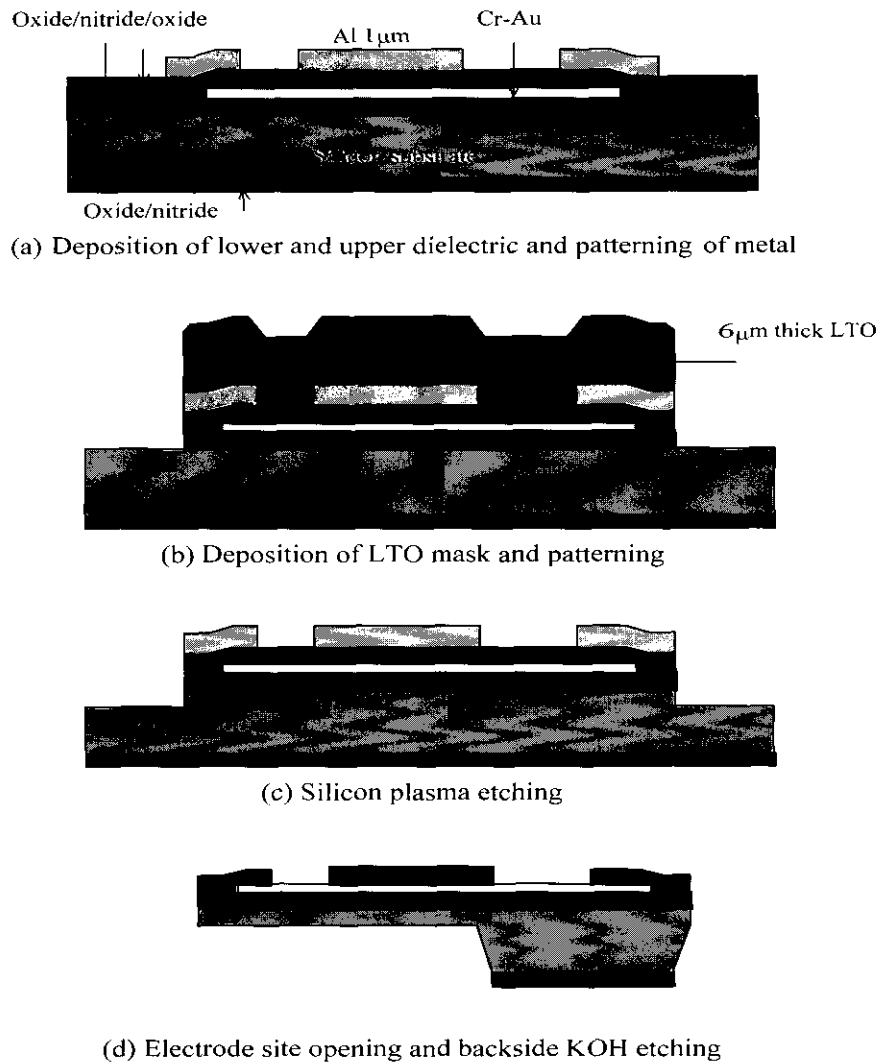 Oxide/nitride/oxide
Al 1μm
Cr-Au
Silicon substrate
Oxide/nitride
(a) Deposition of lower and upper dielectric and patterning of metal
6μm thick LTO
(b) Deposition of LTO mask and patterning
(c) Silicon plasma etching
(d) Electrode site opening and backside KOH etching